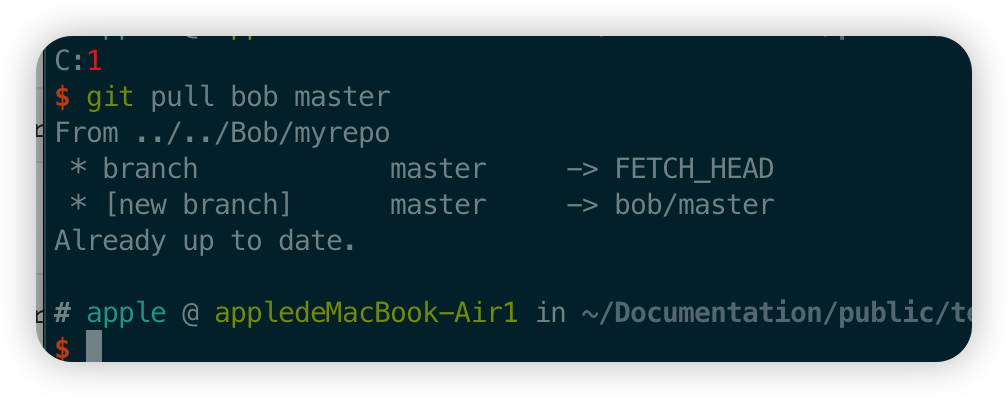 C:1
$ git pull bob master
From ../../Bob/myrepo
 * branch            master     -> FETCH_HEAD
 * [new branch]      master     -> bob/master
Already up to date.
# apple @ appledeMacBook-Air1 in ~/Documentation/public/te
$